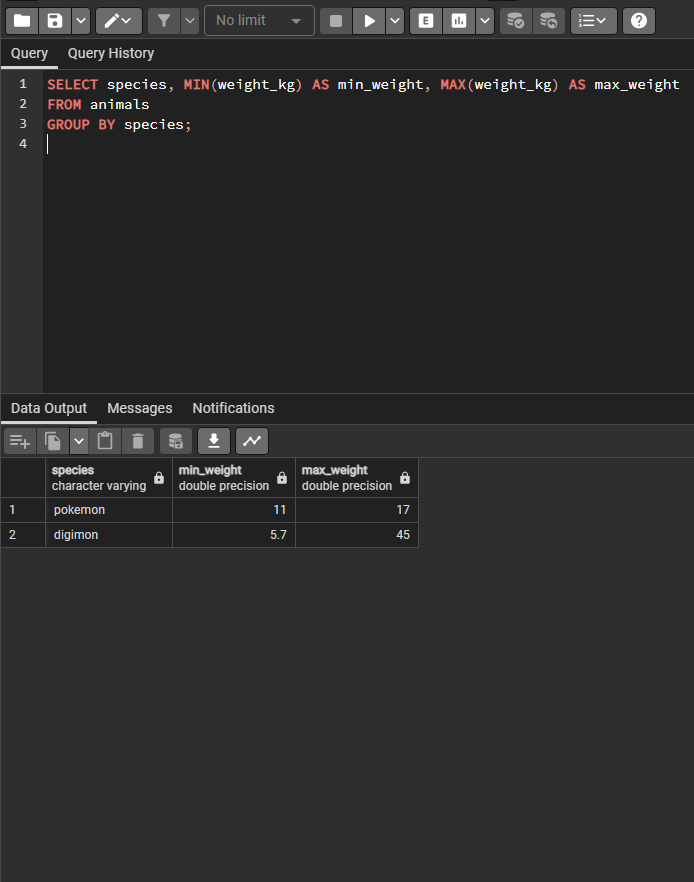 No limit
E
Query Query History
1 SELECT species, MIN(weight_kg) AS min_weight, MAX(weight_kg) AS max_weight
2 FROM animals
3 GROUP BY species;
4
Data Output Messages Notifications
species min_weight max_weight
character varying double precision double precision
1 pokemon 11 17
2 digimon 5.7 45